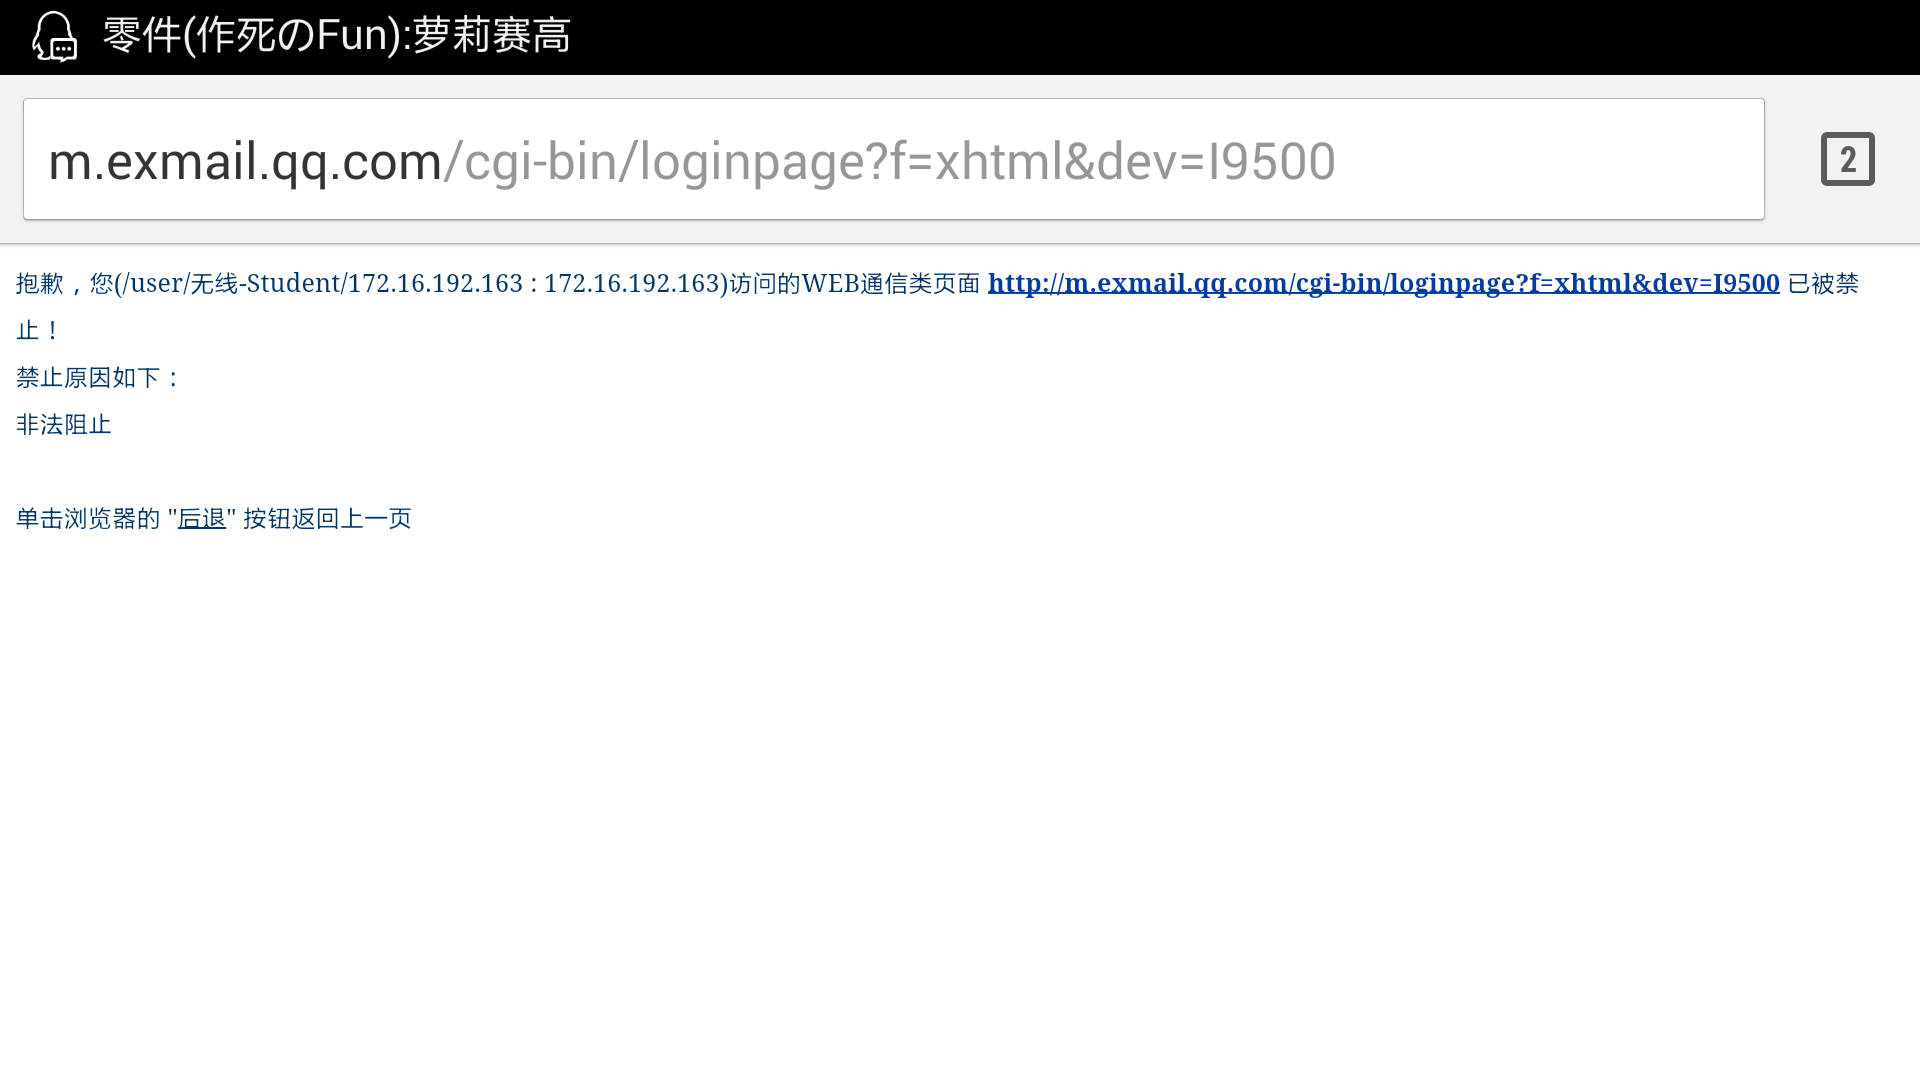 零件(作死のFun):萝莉赛高
m.exmail.qq.com/cgi-bin/loginpage?f=xhtml&dev=I9500
2
抱歉，您(/user/无线-Student/172.16.192.163 : 172.16.192.163)访问的WEB通信类页面 http://m.exmail.qq.com/cgi-bin/loginpage?f=xhtml&dev=I9500 已被禁
止！
禁止原因如下：
非法阻止
单击浏览器的 "后退" 按钮返回上一页